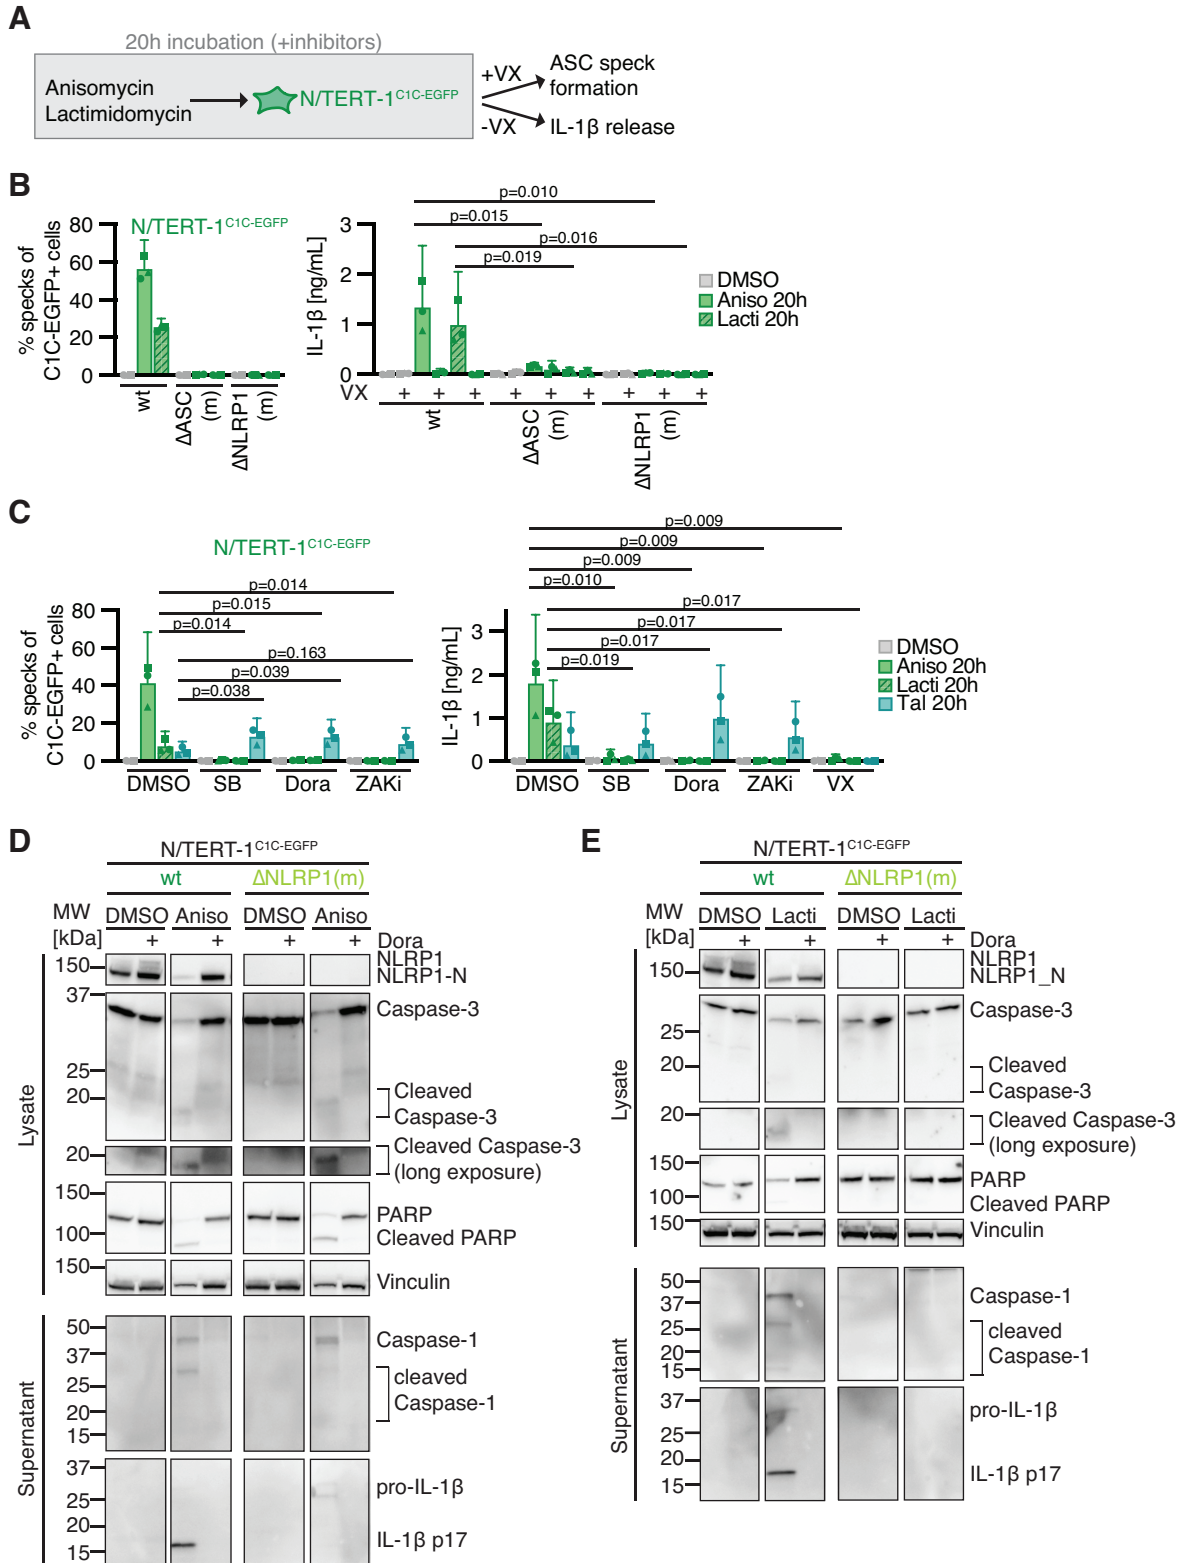 A
20h incubation (+inhibitors)
Anisomycin
Lactimidomycin
N/TERT-1C1C-EGFP
+VX
-VX
ASC speck
formation
IL-1β release
B
% specks of
C1C-EGFP+ cells
80
60
40
20
0
N/TERT-1C1C-EGFP
wt
ΔASC
(m)
ΔNLRP1
(m)
IL-1β [ng/mL]
3
2
1
0
p=0.010
p=0.015
p=0.016
p=0.019
VX + + + + + + + + +
wt
ΔASC
(m)
ΔNLRP1
(m)
DMSO
Aniso 20h
Lacti 20h
C
N/TERT-1C1C-EGFP
% specks of
C1C-EGFP+ cells
80
60
40
20
0
p=0.014
p=0.015
p=0.014
p=0.163
p=0.039
p=0.038
DMSO SB Dora ZAKi
IL-1β [ng/mL]
3
2
1
0
p=0.009
p=0.009
p=0.009
p=0.010
p=0.017
p=0.017
p=0.017
p=0.019
DMSO SB Dora ZAKi VX
DMSO
Aniso 20h
Lacti 20h
Tal 20h
D
N/TERT-1C1C-EGFP
wt ΔNLRP1(m)
MW
[kDa]
DMSO Aniso DMSO Aniso
+ + + + Dora
Lysate
150
NLRP1
NLRP1-N
37
25
20
Caspase-3
Cleaved
Caspase-3
20
Cleaved Caspase-3
(long exposure)
150
100
PARP
Cleaved PARP
150
Vinculin
Supernatant
50
37
25
20
15
Caspase-1
cleaved
Caspase-1
37
25
20
15
pro-IL-1β
IL-1β p17
E
N/TERT-1C1C-EGFP
wt ΔNLRP1(m)
MW
[kDa]
DMSO Lacti DMSO Lacti
+ + + + Dora
Lysate
150
NLRP1
NLRP1_N
25
20
Caspase-3
Cleaved
Caspase-3
20
Cleaved Caspase-3
(long exposure)
150
100
PARP
Cleaved PARP
150
Vinculin
Supernatant
50
37
25
20
15
Caspase-1
cleaved
Caspase-1
37
25
20
15
pro-IL-1β
IL-1β p17